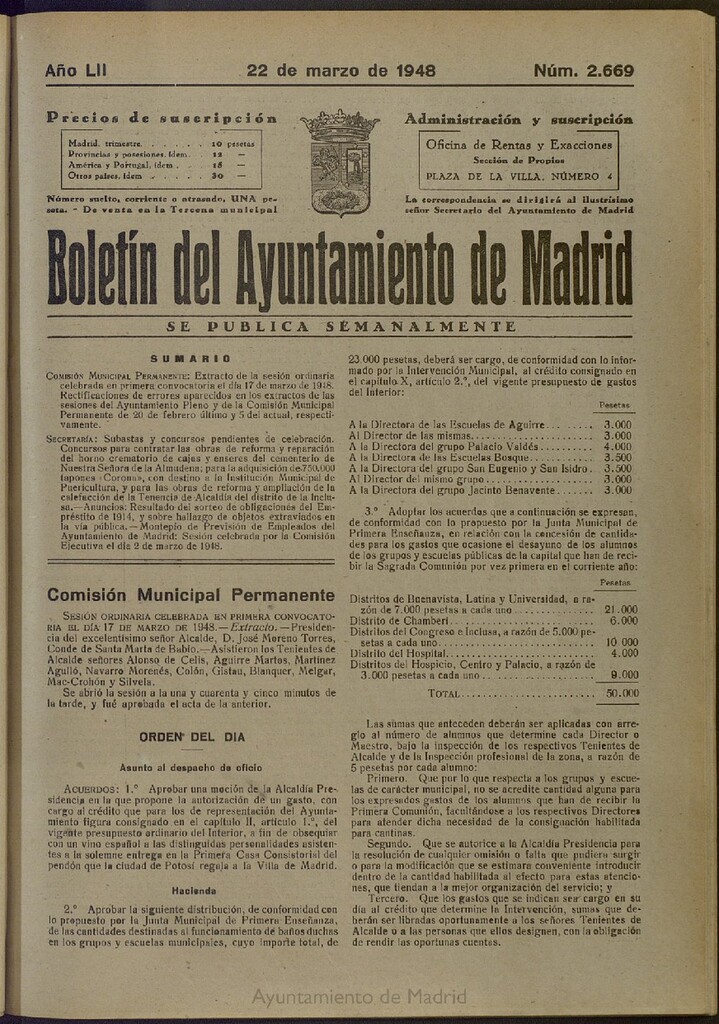 Año LII
22 de marzo de 1948
Núm. 2.669
Precios de suscripción
Madrid, trimestre. . . . . . 10 pesetas
Provincias y posesiones, ídem . . 12 —
América y Portugal, ídem . . . 15 —
Otros países, ídem . . . . . 30 —
Número suelto, corriente o atrasado, UNA pe-
seta. - De venta en la Tercena municipal
Administración y suscripción
Oficina de Rentas y Exacciones
Sección de Propios
PLAZA DE LA VILLA, NÚMERO 4
La correspondencia se dirigirá al Ilustrísimo
señor Secretario del Ayuntamiento de Madrid
Boletín del Ayuntamiento de Madrid
SE PUBLICA SEMANALMENTE
SUMARIO
COMISIÓN MUNICIPAL PERMANENTE: Extracto de la sesión ordinaria
celebrada en primera convocatoria el día 17 de marzo de 1948.
Rectificaciones de errores aparecidos en los extractos de las
sesiones del Ayuntamiento Pleno y de la Comisión Municipal
Permanente de 20 de febrero último y 5 del actual, respecti-
vamente.
SECRETARÍA: Subastas y concursos pendientes de celebración.
Concursos para contratar las obras de reforma y reparación
del horno crematorio de cajas y enseres del cementerio de
Nuestra Señora de la Almudena; para la adquisición de 750.000
tapones «Corona», con destino a la Institución Municipal de
Puericultura, y para las obras de reforma y ampliación de la
calefacción de la Tenencia de Alcaldía del distrito de la Inclu-
sa.—Anuncios: Resultado del sorteo de obligaciones del Em-
préstito de 1914, y sobre hallazgo de objetos extraviados en
la vía pública.—Montepío de Previsión de Empleados del
Ayuntamiento de Madrid: Sesión celebrada por la Comisión
Ejecutiva el día 2 de marzo de 1948.
Comisión Municipal Permanente
SESIÓN ORDINARIA CELEBRADA EN PRIMERA CONVOCATO-
RIA EL DÍA 17 DE MARZO DE 1948.—Extracto.—Presiden-
cia del excelentísimo señor Alcalde, D. José Moreno Torres,
Conde de Santa Marta de Babío.—Asistieron los Tenientes de
Alcalde señores Alonso de Celis, Aguirre Martos, Martínez
Agulló, Navarro Morenés, Colón, Gistau, Blanquer, Melgar,
Mac-Crohón y Silvela.
Se abrió la sesión a la una y cuarenta y cinco minutos de
la tarde, y fué aprobada el acta de la anterior.
ORDEN DEL DIA
Asunto al despacho de oficio
ACUERDOS: 1.º Aprobar una moción de la Alcaldía Pre-
sidencia en la que propone la autorización de un gasto, con
cargo al crédito que para los de representación del Ayunta-
miento figura consignado en el capítulo II, artículo 1.º, del
vigente presupuesto ordinario del Interior, a fin de obsequiar
con un vino español a las distinguidas personalidades asisten-
tes a la solemne entrega en la Primera Casa Consistorial del
pendón que la ciudad de Potosí regala a la Villa de Madrid.
Hacienda
2.º Aprobar la siguiente distribución, de conformidad con
lo propuesto por la Junta Municipal de Primera Enseñanza,
de las cantidades destinadas al funcionamiento de baños duchas
en los grupos y escuelas municipales, cuyo importe total, de
23.000 pesetas, deberá ser cargo, de conformidad con lo infor-
mado por la Intervención Municipal, al crédito consignado en
el capítulo X, artículo 2.º, del vigente presupuesto de gastos
del Interior:
Pesetas
A la Directora de las Escuelas de Aguirre......... 3.000
Al Director de las mismas......................... 3.000
A la Directora del grupo Palacio Valdés.......... 4.000
A la Directora de las Escuelas Bosque............ 3.500
A la Directora del grupo San Eugenio y San Isidro. 3.500
Al Director del mismo grupo...................... 3.000
A la Directora del grupo Jacinto Benavente....... 3.000
3.º Adoptar los acuerdos que a continuación se expresan,
de conformidad con lo propuesto por la Junta Municipal de
Primera Enseñanza, en relación con la concesión de cantida-
des para los gastos que ocasione el desayuno de los alumnos
de los grupos y escuelas públicas de la capital que han de reci-
bir la Sagrada Comunión por vez primera en el corriente año:
Pesetas
Distritos de Buenavista, Latina y Universidad, a ra-
zón de 7.000 pesetas a cada uno................ 21.000
Distrito de Chamberí............................. 6.000
Distritos del Congreso e Inclusa, a razón de 5.000 pe-
setas a cada uno............................... 10 000
Distrito del Hospital............................ 4.000
Distritos del Hospicio, Centro y Palacio, a razón de
3.000 pesetas a cada uno ...................... 9.000
TOTAL........................ 50.000
Las sumas que anteceden deberán ser aplicadas con arre-
glo al número de alumnos que determine cada Director o
Maestro, bajo la inspección de los respectivos Tenientes de
Alcalde y de la Inspección profesional de la zona, a razón de
5 pesetas por cada alumno:
Primero. Que por lo que respecta a los grupos y escue-
las de carácter municipal, no se acredite cantidad alguna para
los expresados gastos de los alumnos que han de recibir la
Primera Comunión, facultándose a los respectivos Directores
para atender dicha necesidad de la consignación habilitada
para cantinas.
Segundo. Que se autorice a la Alcaldía Presidencia para
la resolución de cualquier omisión o falta que pudiera surgir
o para la modificación que se estimara conveniente introducir
dentro de la cantidad habilitada al efecto para estas atencio-
nes, que tiendan a la mejor organización del servicio; y
Tercero. Que los gastos que se indican sean cargo en su
día al crédito que determine la Intervención, sumas que de-
berán ser libradas oportunamente a los señores Tenientes de
Alcalde o a las personas que ellos designen, con la obligación
de rendir las oportunas cuentas.
Ayuntamiento de Madrid